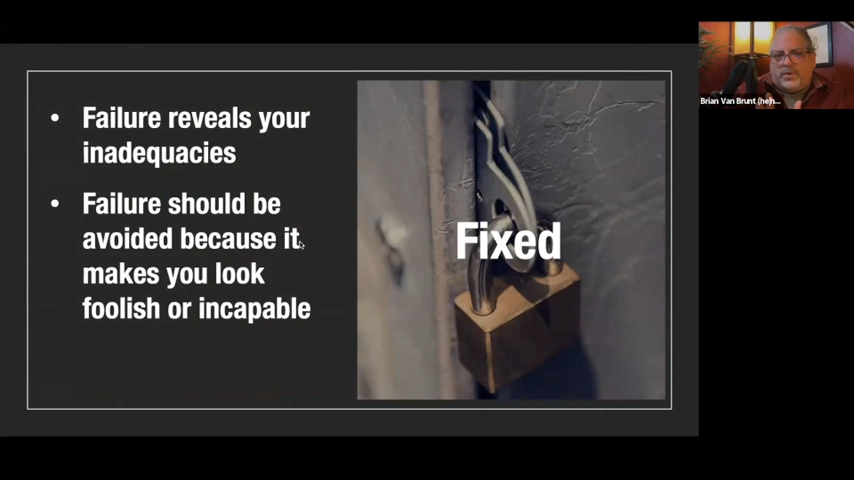 • Failure reveals your
inadequacies
• Failure should be
avoided because it
makes you look
foolish or incapable
Fixed
Brian Van Brunt (he/h...